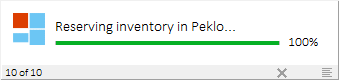 Reserving inventory in Peklo...
100%
10 of 10